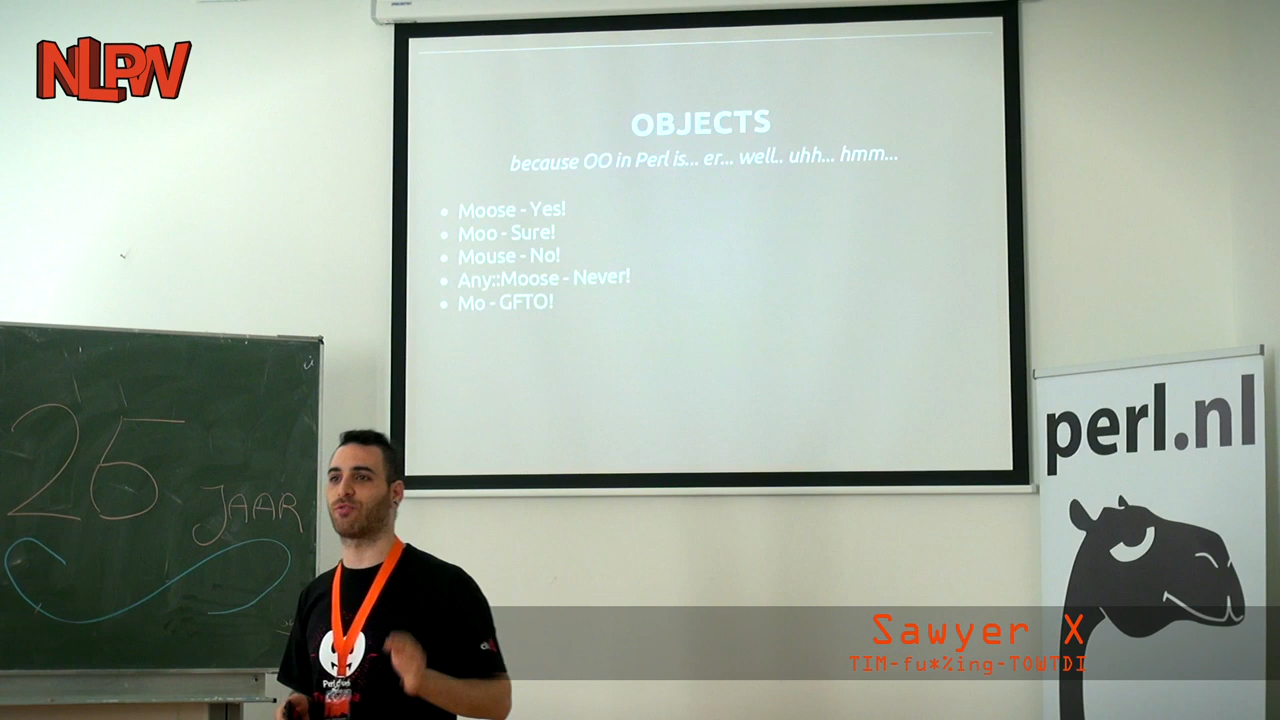 NLPW
OBJECTS
because OO in Perl is... er... well.. uhh... hmm...
• Moose - Yes!
• Moo - Sure!
• Mouse - No!
• Any::Moose - Never!
• Mo - GFTO!
25
JAAR
perl.nl
Sawyer X
TIM-fu*%ing-TOWTDI